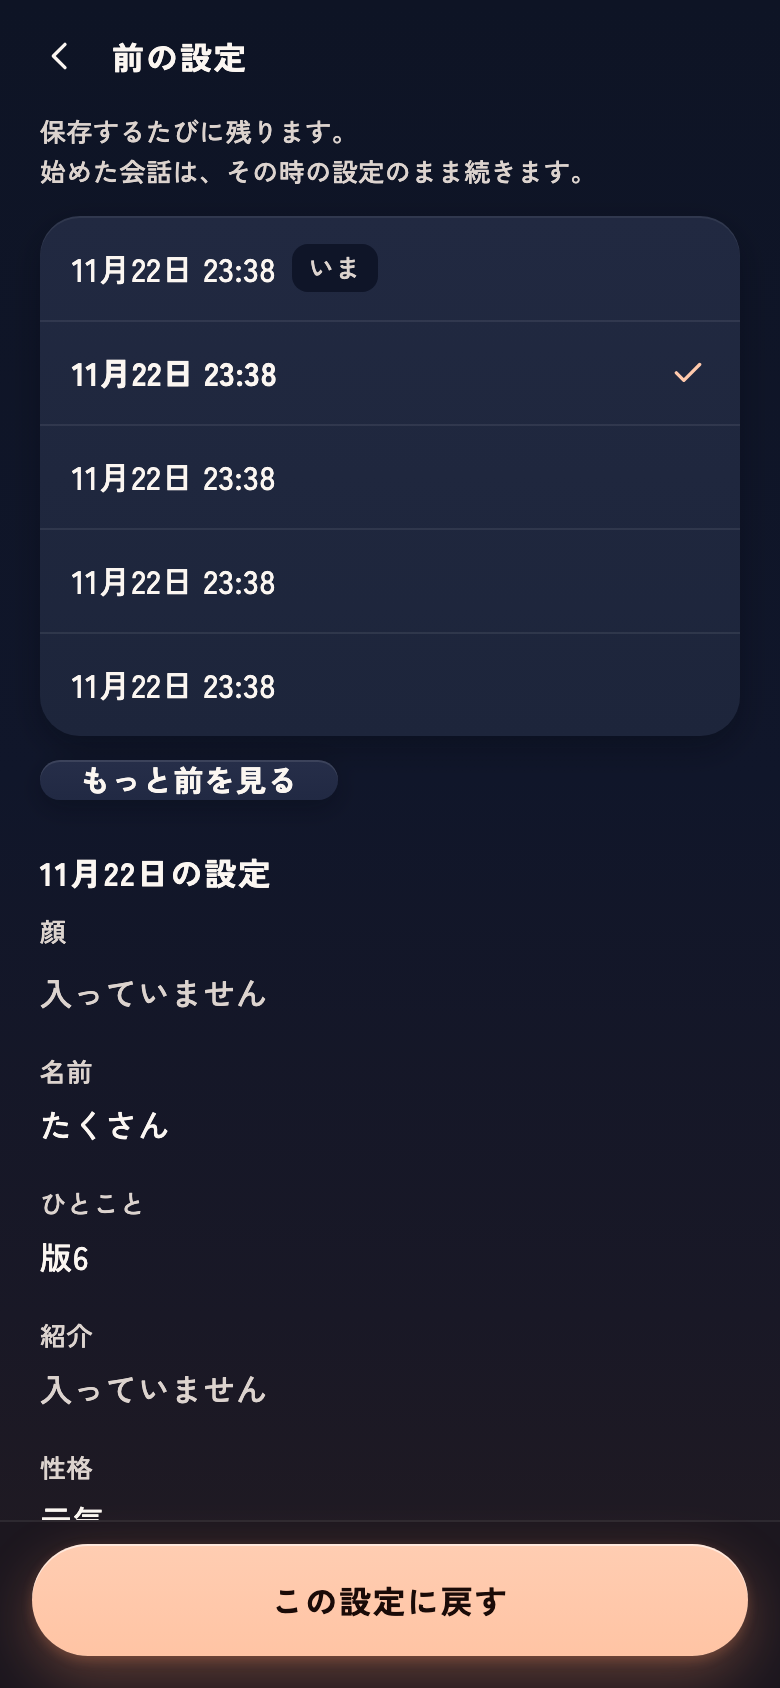 前の設定
保存するたびに残ります。
始めた会話は、その時の設定のまま続きます。
11月22日 23:38 いま
11月22日 23:38
11月22日 23:38
11月22日 23:38
11月22日 23:38
もっと前を見る
11月22日の設定
顔
入っていません
名前
たくさん
ひとこと
版6
紹介
入っていません
性格
この設定に戻す